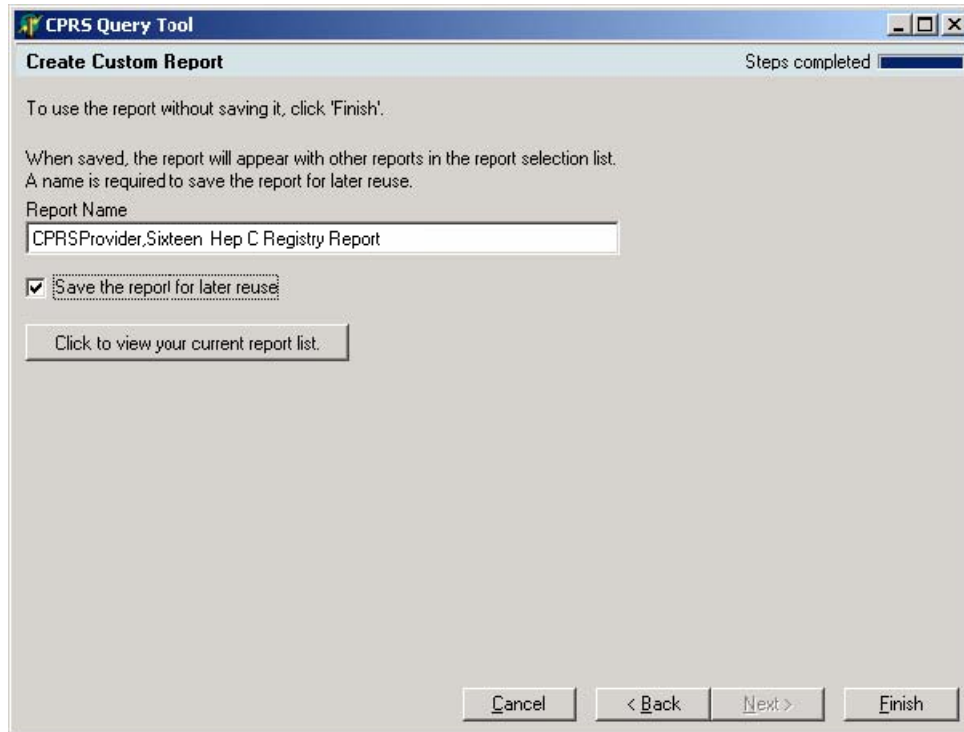 CPRS Query Tool
Create Custom Report Steps completed
To use the report without saving it, click 'Finish'.
When saved, the report will appear with other reports in the report selection list.
A name is required to save the report for later reuse.
Report Name
CPRSProvider,Sixteen Hep C Registry Report
Save the report for later reuse
Click to view your current report list.
Cancel < Back Next > Finish